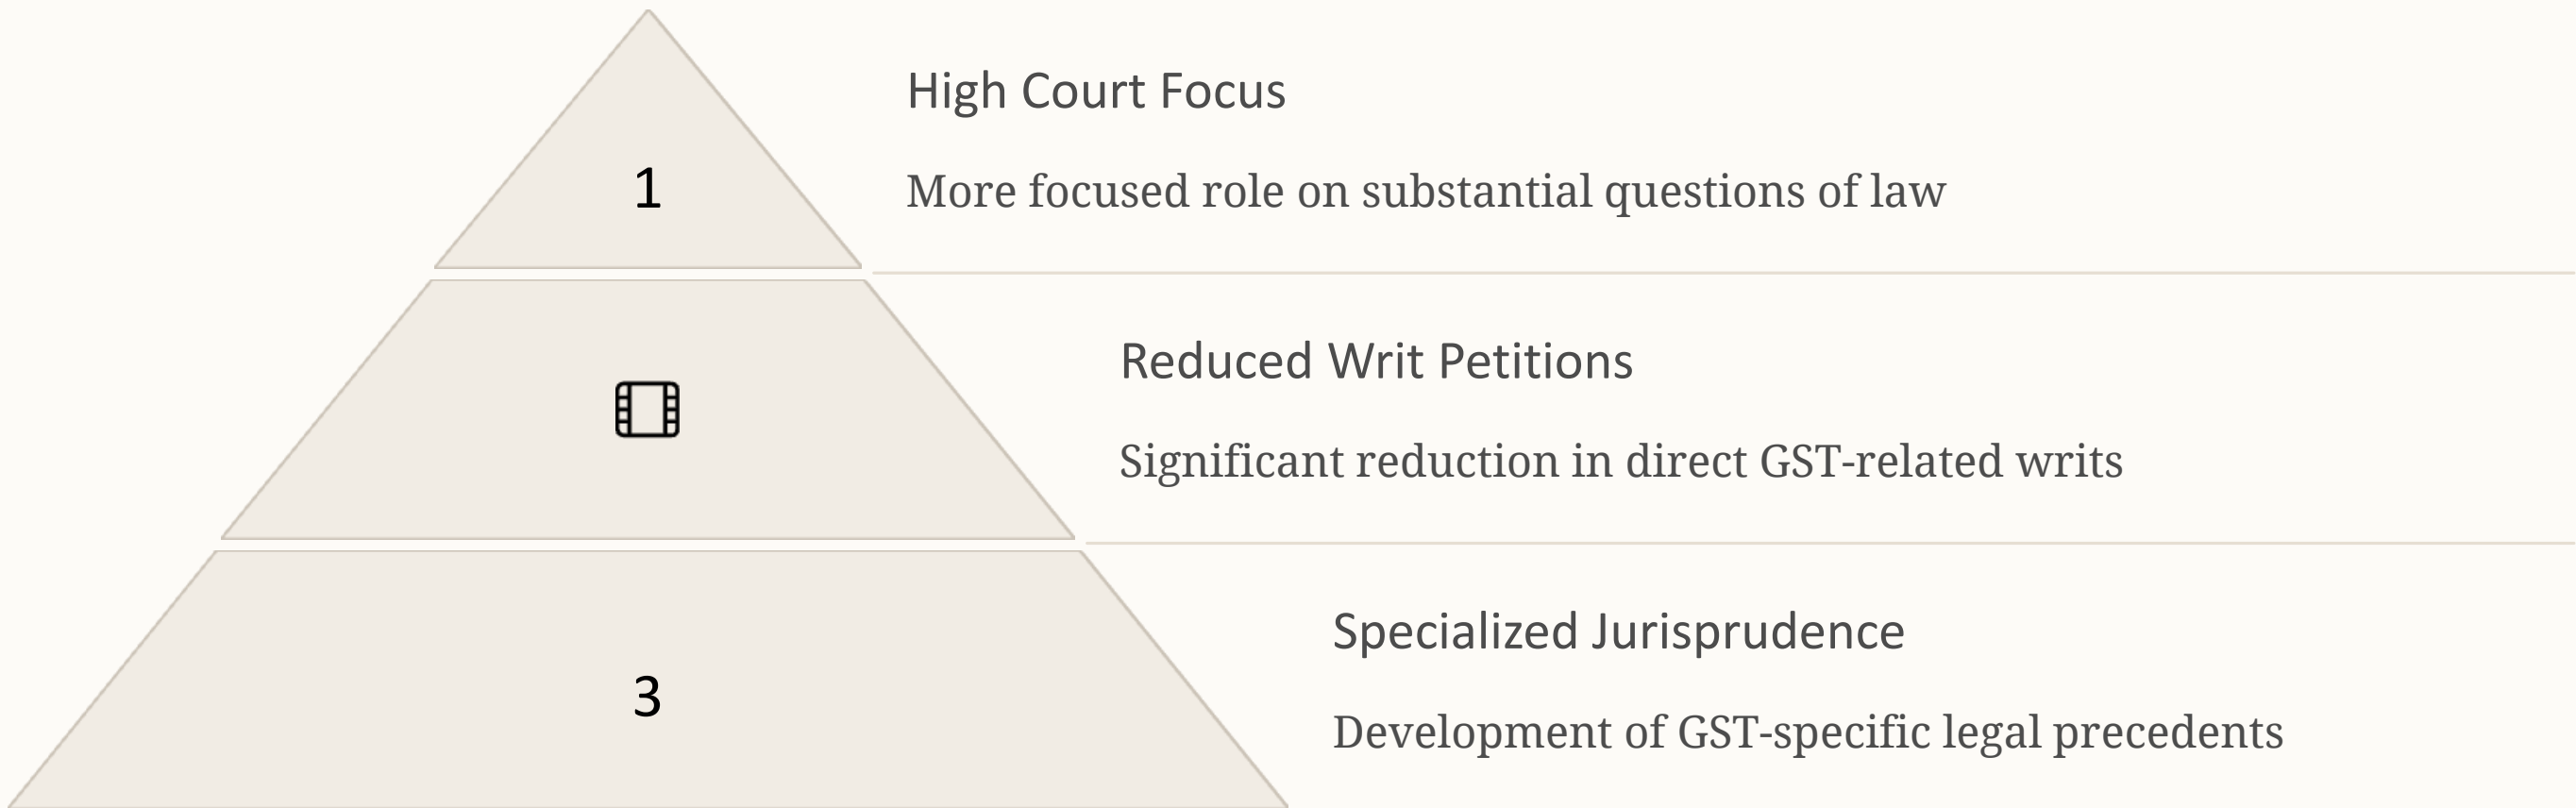 1
High Court Focus
More focused role on substantial questions of law
Reduced Writ Petitions
Significant reduction in direct GST-related writs
3
Specialized Jurisprudence
Development of GST-specific legal precedents